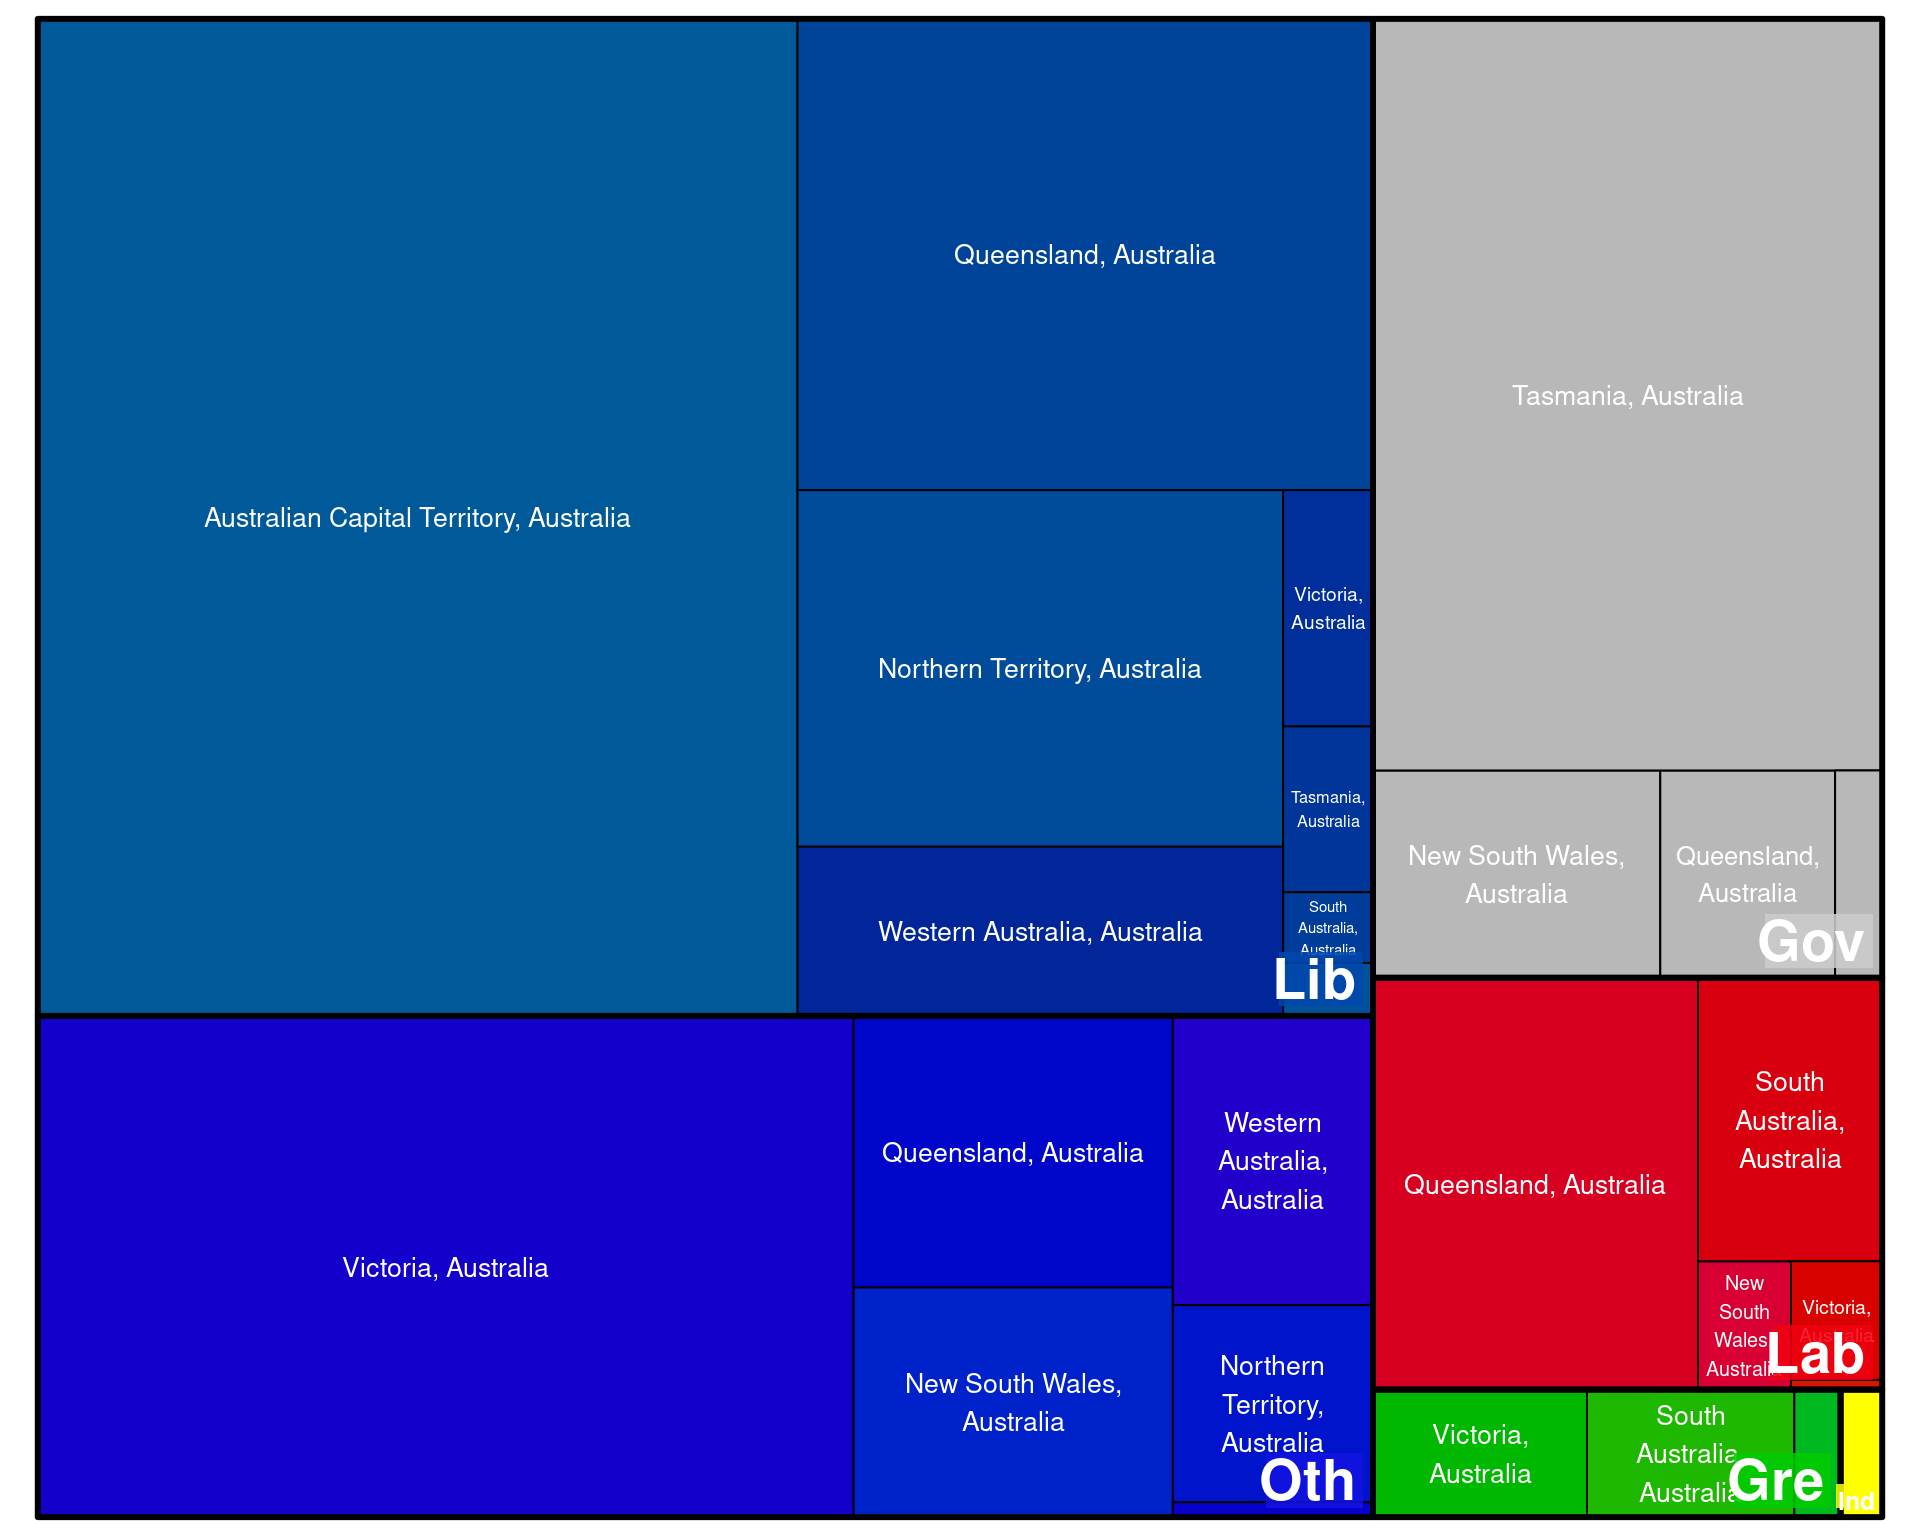 Australian Capital Territory, Australia
Queensland, Australia
Northern Territory, Australia
Victoria,
Australia
Tasmania,
Australia
Western Australia, Australia
South
Australia,
Australia
Lib
Tasmania, Australia
New South Wales,
Australia
Queensland,
Australia
Gov
Victoria, Australia
Queensland, Australia
New South Wales,
Australia
Western
Australia,
Australia
Northern
Territory,
Australia
Oth
Queensland, Australia
South
Australia,
Australia
New
South
Wales,
Australia
Victoria,
Australia
Lab
Victoria,
Australia
South
Australia,
Australia
Gre
Ind